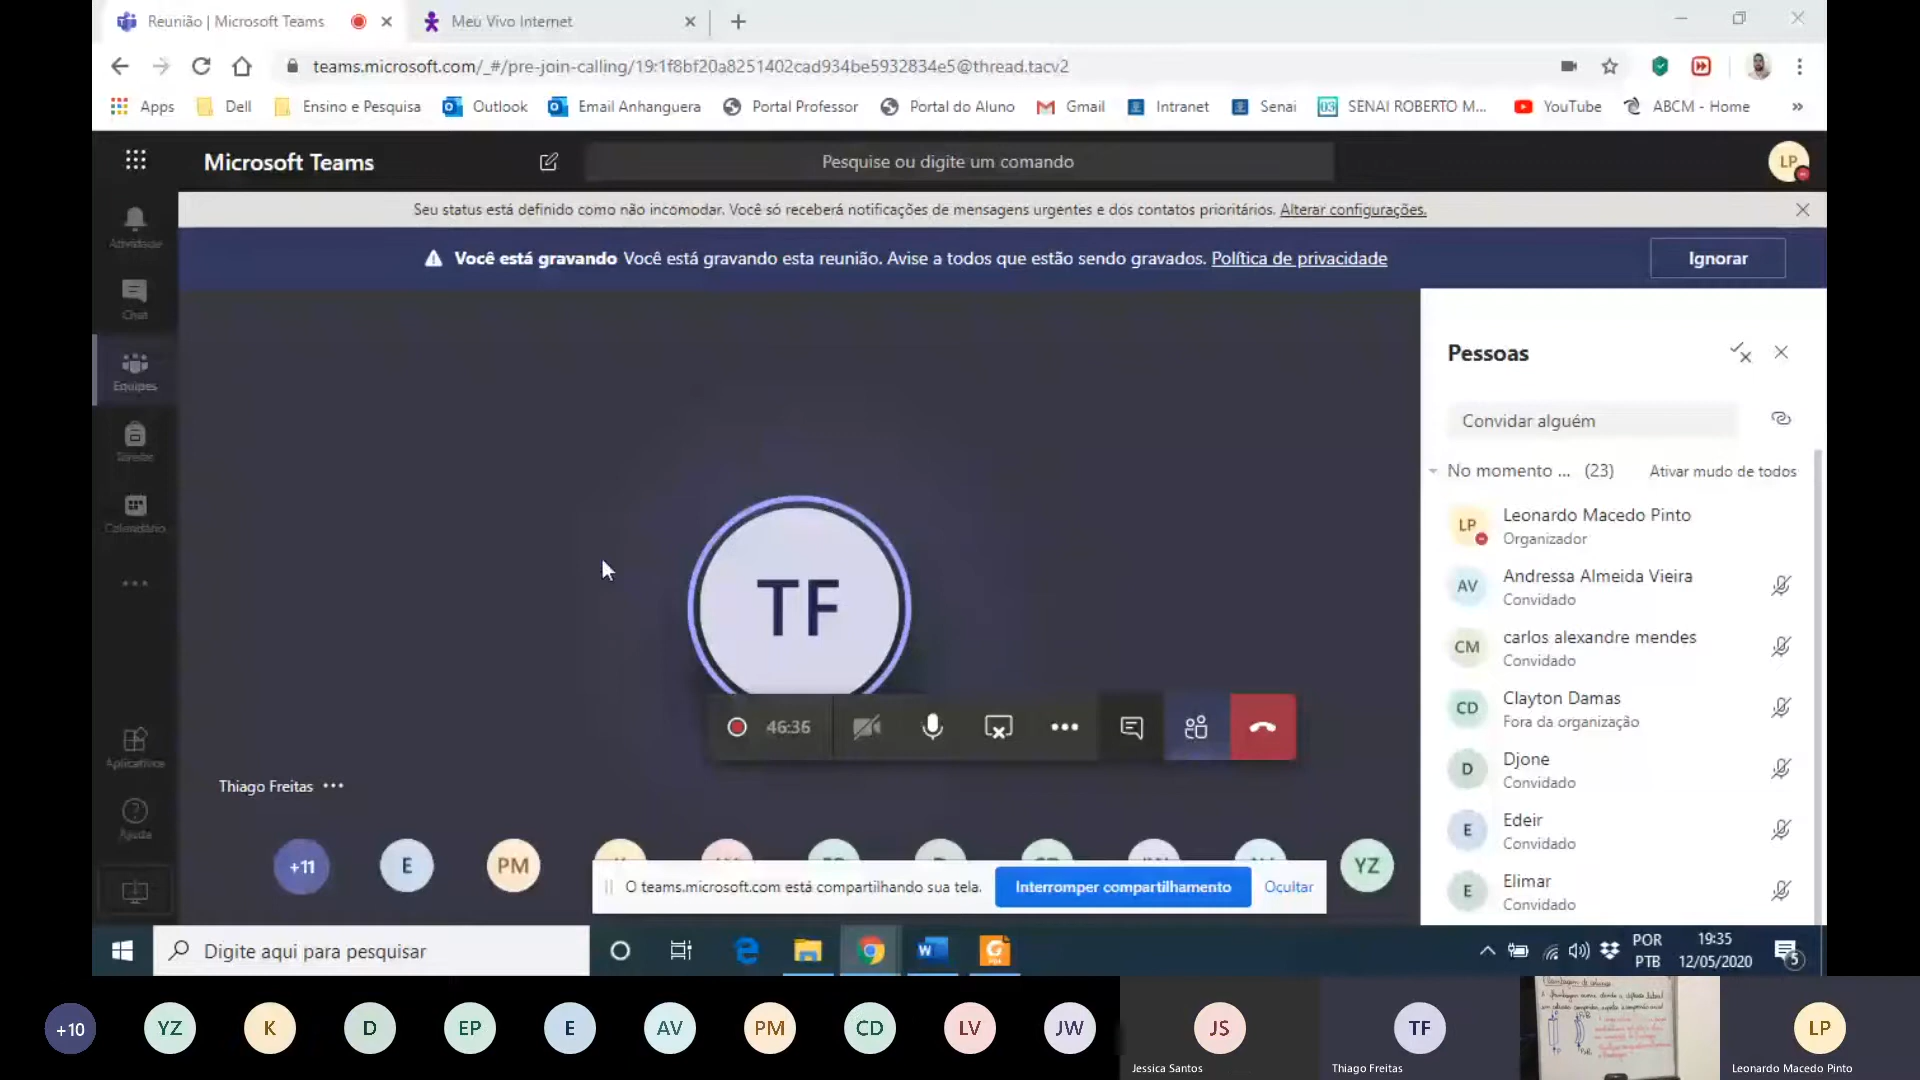 Reunião | Microsoft Teams
Meu Vivo Internet
teams.microsoft.com/_#/pre-join-calling/19:1f8bf20a8251402cad934be5932834e5@thread.tacv2
Apps
Dell
Ensino e Pesquisa
Outlook
Email Anhanguera
Portal Professor
Portal do Aluno
Gmail
Intranet
Senai
SENAI ROBERTO M...
YouTube
ABCM - Home
»
Microsoft Teams
Pesquise ou digite um comando
LP
Seu status está definido como não incomodar. Você só receberá notificações de mensagens urgentes e dos contatos prioritários. Alterar configurações.
Você está gravando Você está gravando esta reunião. Avise a todos que estão sendo gravados. Política de privacidade
Ignorar
Atividade
Chat
Equipes
Tarefas
Calendário
Aplicativos
Ajuda
TF
46:36
Thiago Freitas
+11
E
PM
YZ
O teams.microsoft.com está compartilhando sua tela.
Interromper compartilhamento
Ocultar
Pessoas
Convidar alguém
No momento ... (23)
Ativar mudo de todos
LP
Leonardo Macedo Pinto
Organizador
AV
Andressa Almeida Vieira
Convidado
CM
carlos alexandre mendes
Convidado
CD
Clayton Damas
Fora da organização
D
Djone
Convidado
E
Edeir
Convidado
E
Elimar
Convidado
Digite aqui para pesquisar
POR
PTB
19:35
12/05/2020
5
+10
YZ
K
D
EP
E
AV
PM
CD
LV
JW
JS
Jessica Santos
TF
Thiago Freitas
LP
Leonardo Macedo Pinto